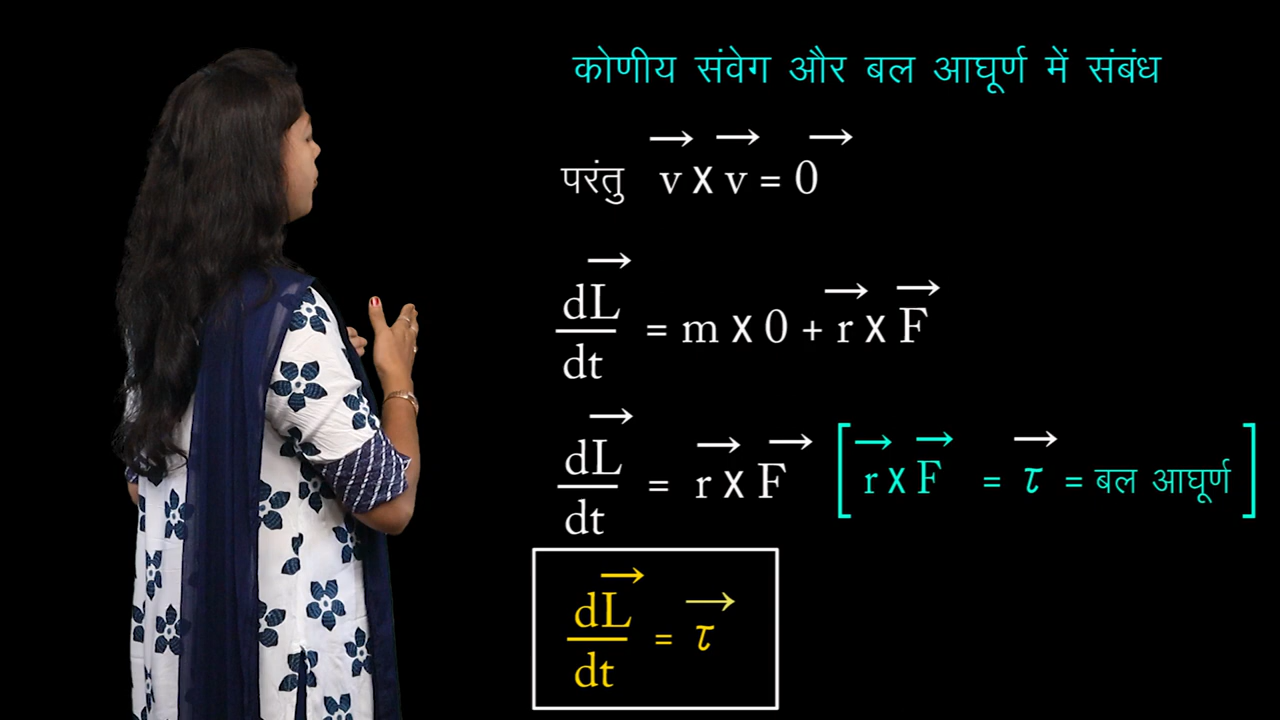 कोणीय संवेग और बल आघूर्ण में संबंध
परंतु v⃗ X v⃗ = 0⃗
dL⃗/dt = m X 0 + r⃗ X F⃗
dL⃗/dt = r⃗ X F⃗ [r⃗ X F⃗ = τ⃗ = बल आघूर्ण]
dL⃗/dt = τ⃗